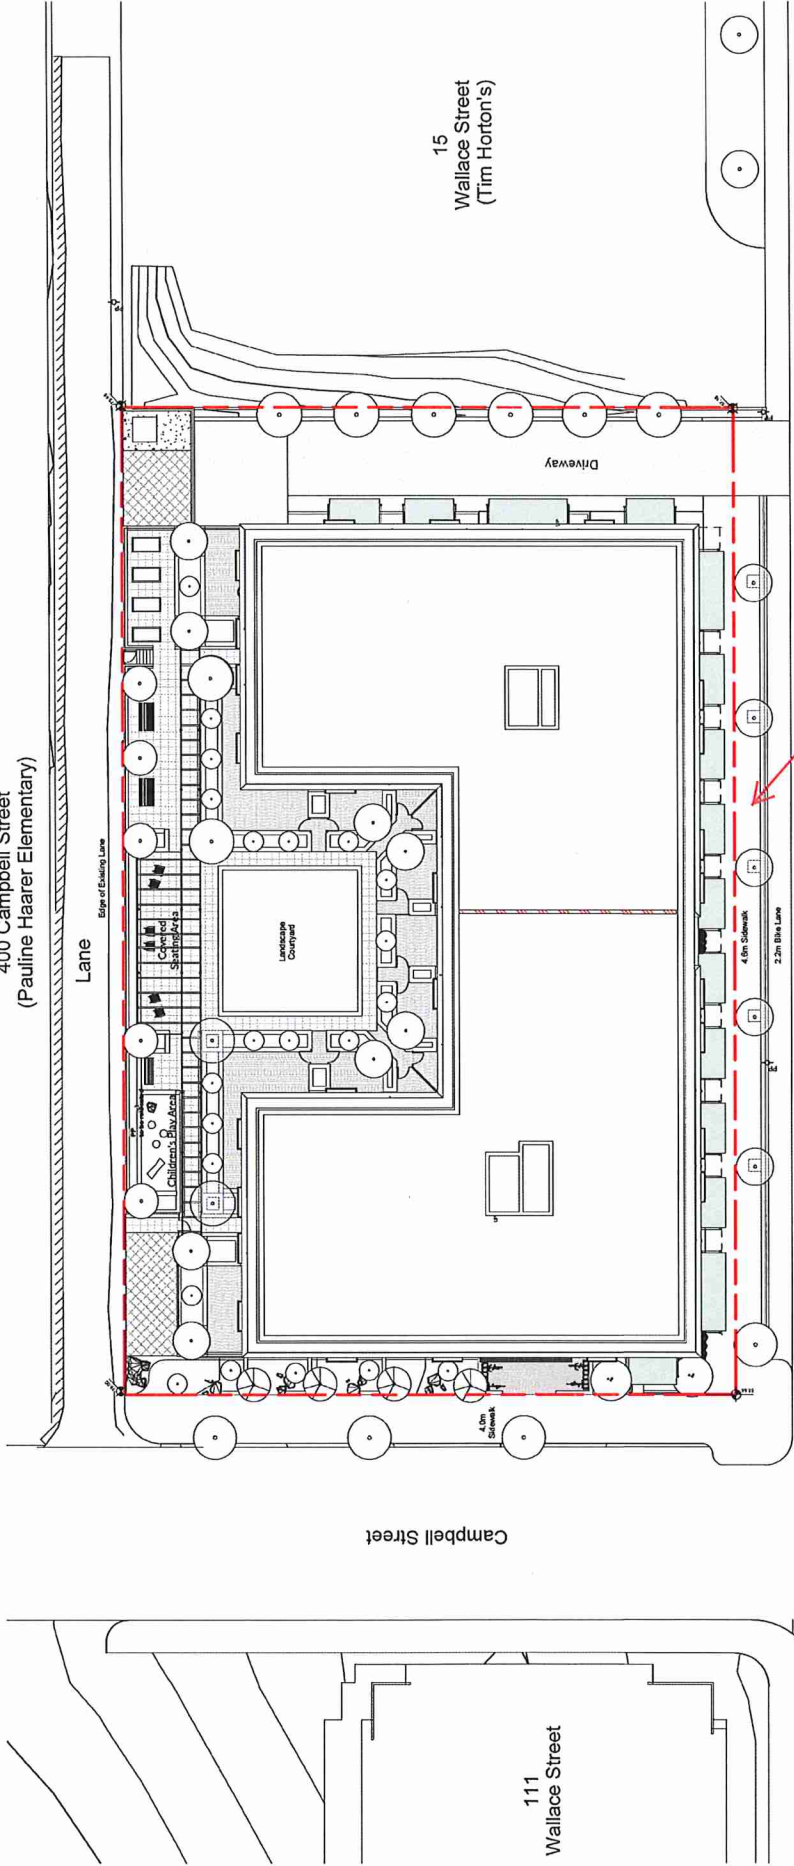 400 Campbell Street
(Pauline Haarer Elementary)
Lane
Edge of Existing Lane
15
Wallace Street
(Tim Horton's)
Driveway
Covered
Seating Area
Landscape
Courtyard
Children's Play Area
4.6m Sidewalk
2.2m Bike Lane
4.0m
Sidewalk
Campbell Street
111
Wallace Street